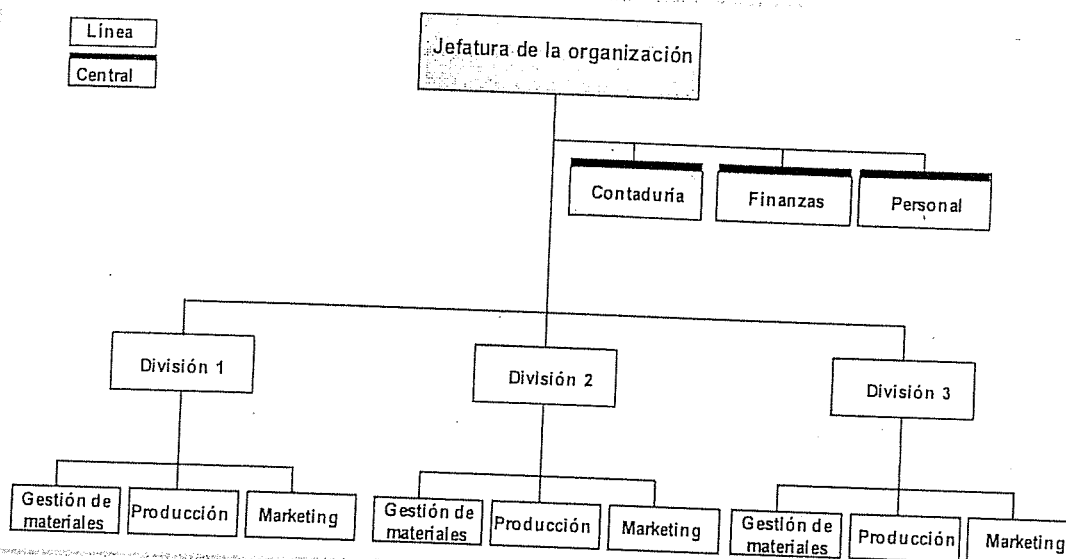 Línea
Central
Jefatura de la organización
Contaduría
Finanzas
Personal
División 1
División 2
División 3
Gestión de
materiales
Producción
Marketing
Gestión de
materiales
Producción
Marketing
Gestión de
materiales
Producción
Marketing